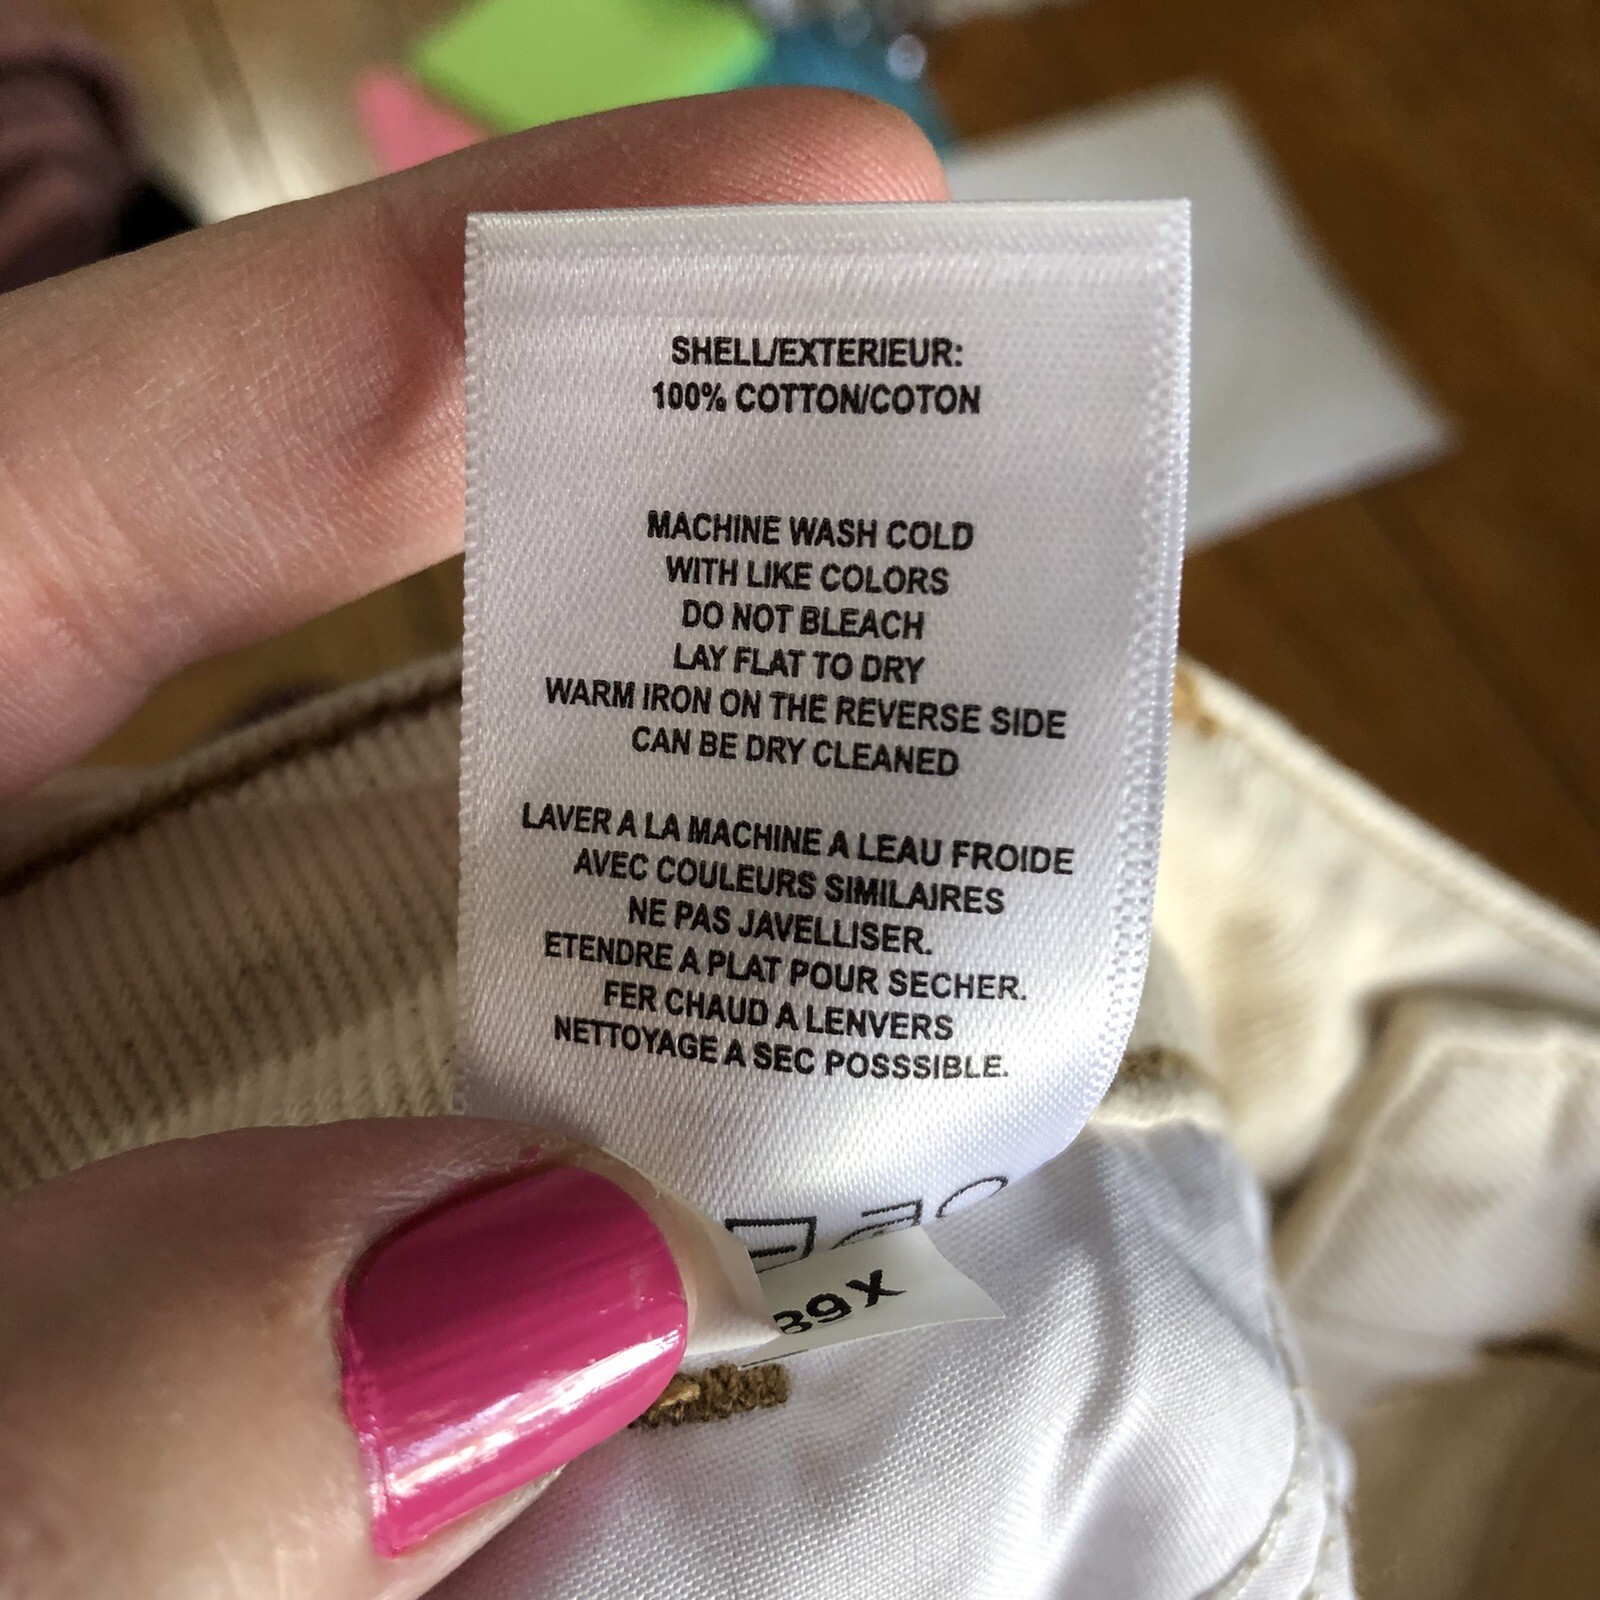 SHELL/EXTERIEUR:
100% COTTON/COTON
MACHINE WASH COLD
WITH LIKE COLORS
DO NOT BLEACH
LAY FLAT TO DRY
WARM IRON ON THE REVERSE SIDE
CAN BE DRY CLEANED
LAVER A LA MACHINE A LEAU FROIDE
AVEC COULEURS SIMILAIRES
NE PAS JAVELLISER.
ETENDRE A PLAT POUR SECHER.
FER CHAUD A LENVERS
NETTOYAGE A SEC POSSSIBLE.